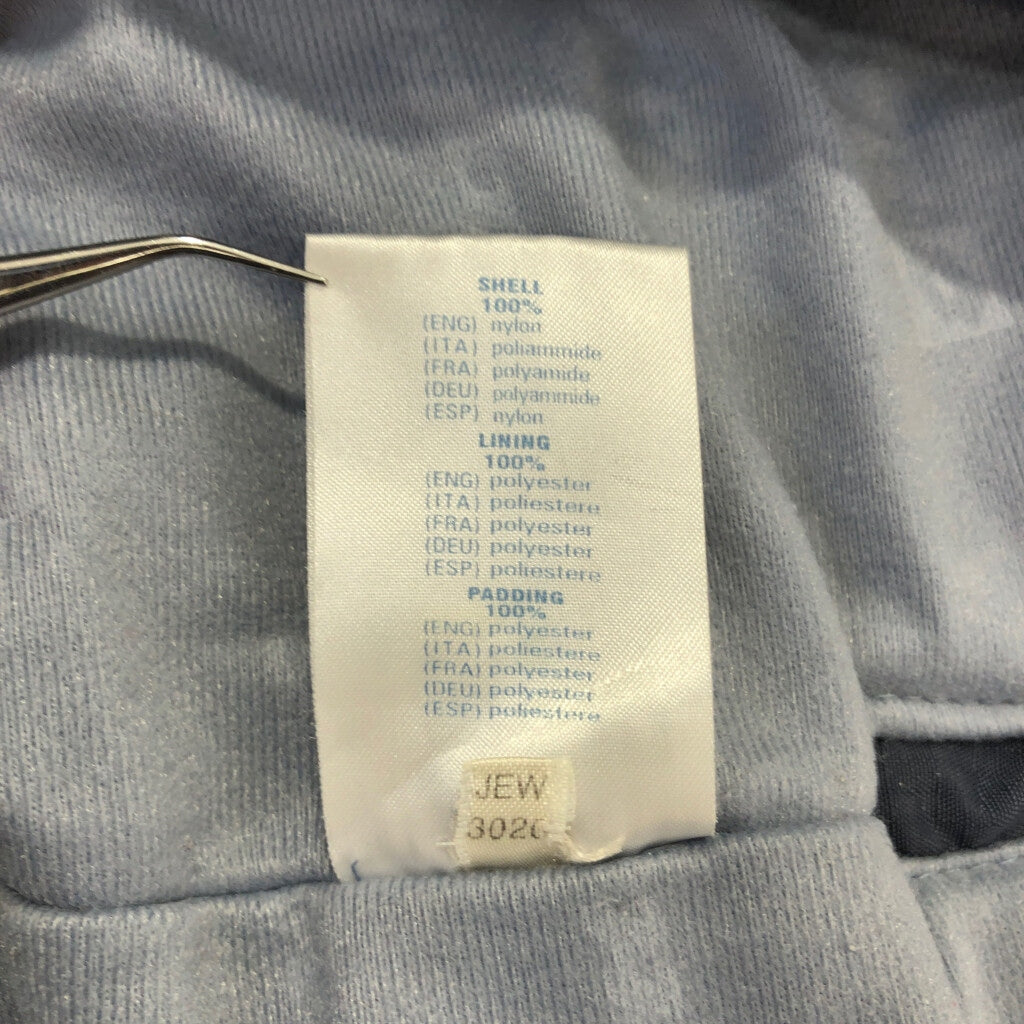 SHELL
100%
(ENG) nylon
(ITA) poliammide
(FRA) polyamide
(DEU) polyammide
(ESP) nylon
LINING
100%
(ENG) polyester
(ITA) poliestere
(FRA) polyester
(DEU) polyester
(ESP) poliestere
PADDING
100%
(ENG) polyester
(ITA) poliestere
(FRA) polyester
(DEU) polyester
(ESP) poliestere
JEW